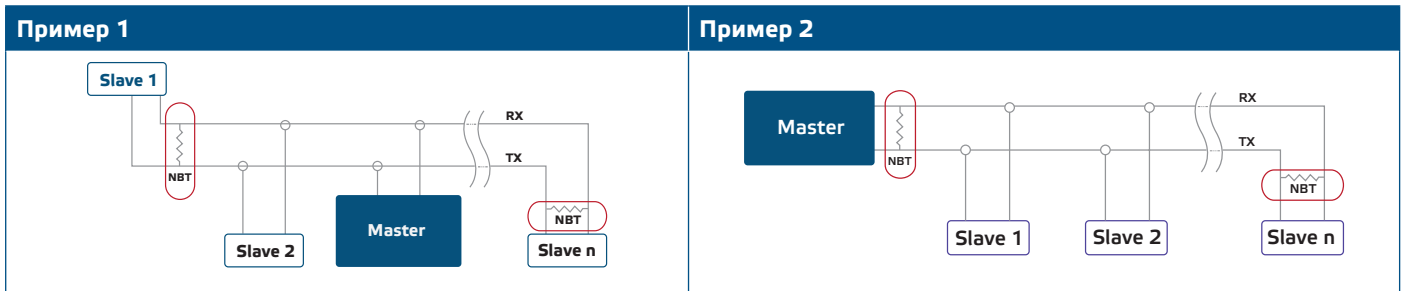 Пример 1
Slave 1
RX
TX
NBT
NBT
Master
Slave 2
Slave n
Пример 2
RX
Master
TX
NBT
NBT
Slave 1
Slave 2
Slave n